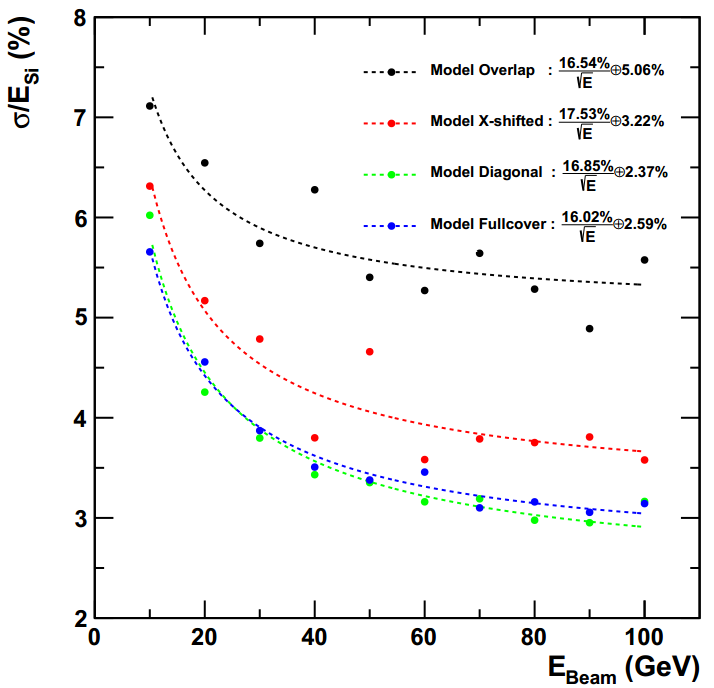 σ/E_Si (%)
8
7
6
5
4
3
2
Model Overlap : 16.54%/√E ⊕5.06%
Model X-shifted : 17.53%/√E ⊕3.22%
Model Diagonal : 16.85%/√E ⊕2.37%
Model Fullcover : 16.02%/√E ⊕2.59%
0 20 40 60 80 100
E_Beam (GeV)